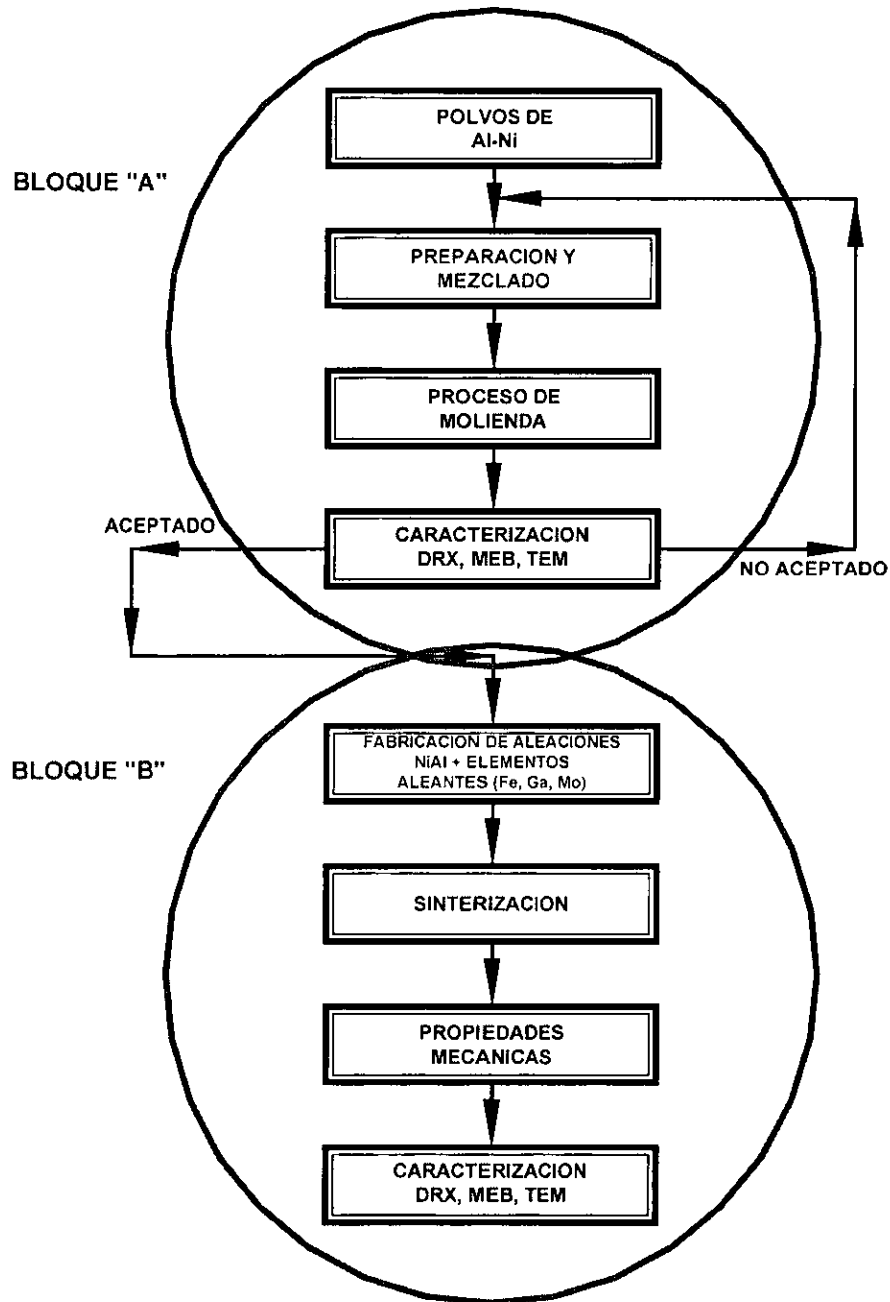 POLVOS DE
Al-Ni
BLOQUE "A"
PREPARACION Y
MEZCLADO
PROCESO DE
MOLIENDA
ACEPTADO
CARACTERIZACION
DRX, MEB, TEM
NO ACEPTADO
FABRICACION DE ALEACIONES
NiAl + ELEMENTOS
ALEANTES (Fe, Ga, Mo)
BLOQUE "B"
SINTERIZACION
PROPIEDADES
MECANICAS
CARACTERIZACION
DRX, MEB, TEM